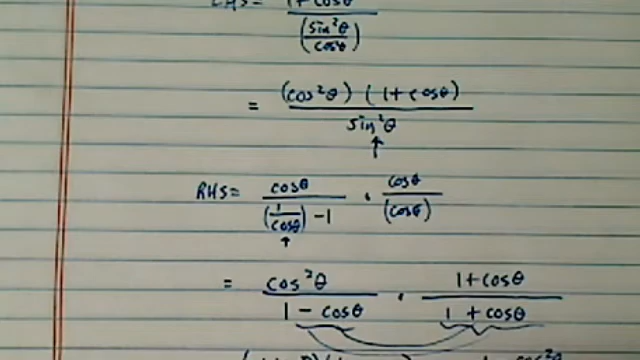 LHS = (1+cosθ)/((sin²θ/cos²θ))
= (cos²θ)(1+cosθ)/sin²θ
RHS = cosθ/((1/cosθ) - 1) · cosθ/(cosθ)
= cos²θ/(1 - cosθ) · (1+cosθ)/(1 + cosθ)